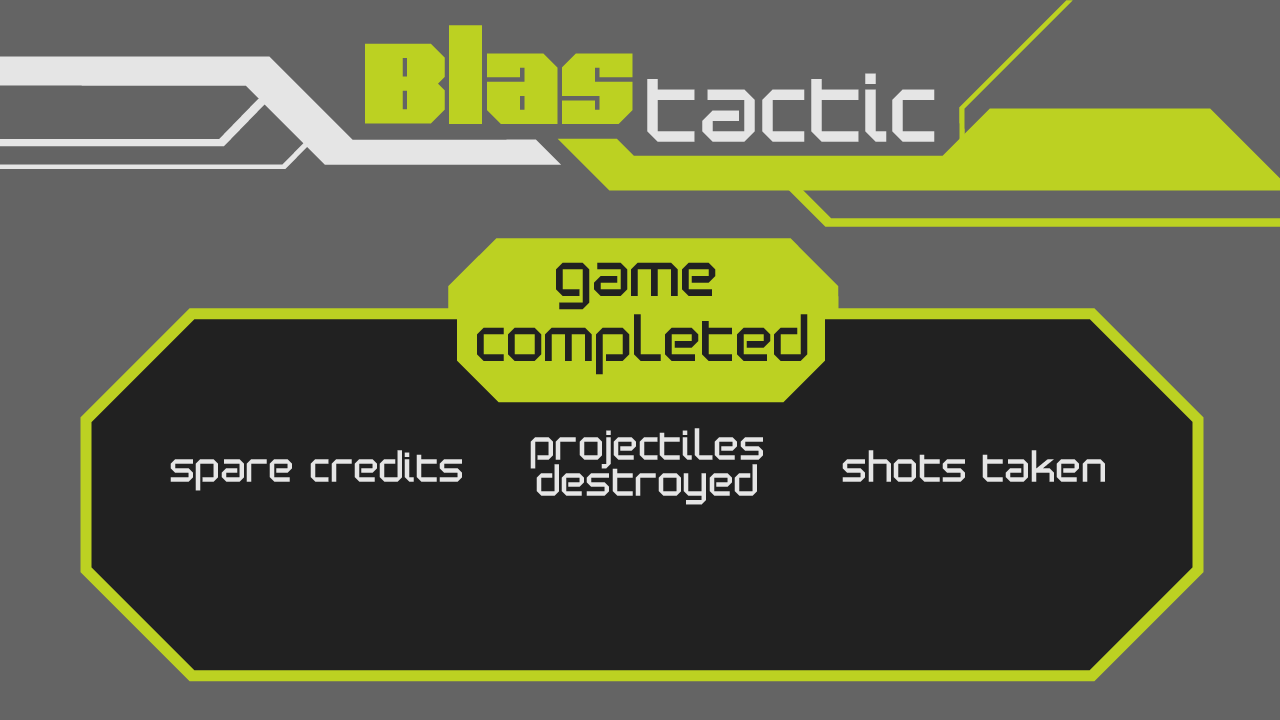 Blastactic
game
completed
spare credits
projectiles
destroyed
shots taken